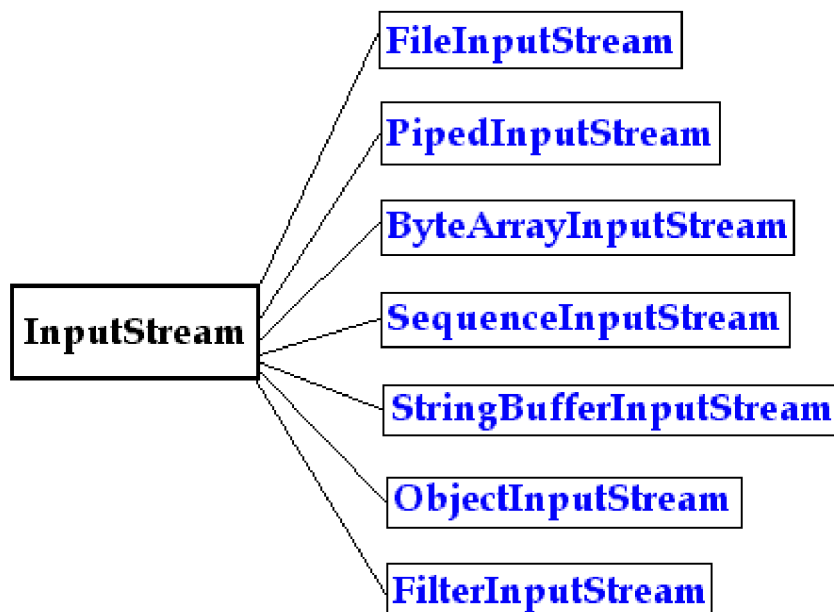 FileInputStream
PipedInputStream
ByteArrayInputStream
InputStream
SequenceInputStream
StringBufferInputStream
ObjectInputStream
FilterInputStream